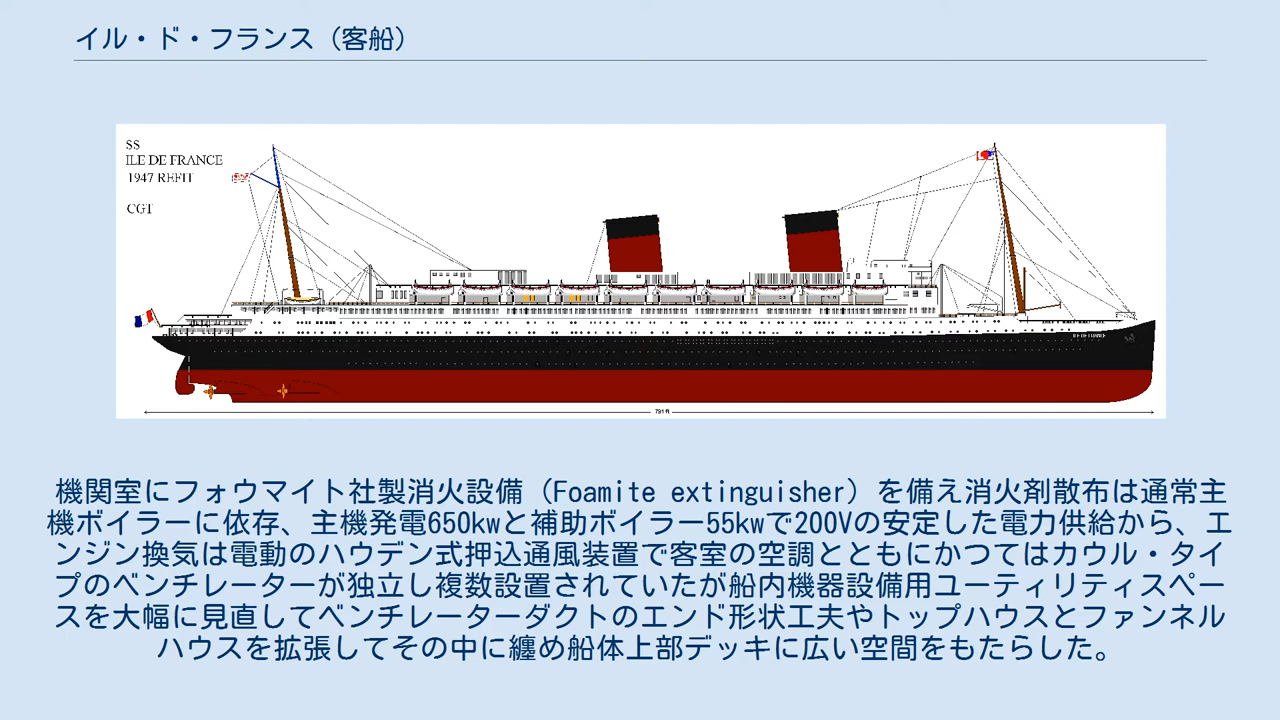 イル・ド・フランス（客船）
SS
ILE DE FRANCE
1947 REFIT
CGT
ILE DE FRANCE
791 ft
機関室にフォウマイト社製消火設備（Foamite extinguisher）を備え消火剤散布は通常主
機ボイラーに依存、主機発電650kwと補助ボイラー55kwで200Vの安定した電力供給から、エ
ンジン換気は電動のハウデン式押込通風装置で客室の空調とともにかつてはカウル・タイ
プのベンチレーターが独立し複数設置されていたが船内機器設備用ユーティリティスペー
スを大幅に見直してベンチレーターダクトのエンド形状工夫やトップハウスとファンネル
ハウスを拡張してその中に纏め船体上部デッキに広い空間をもたらした。